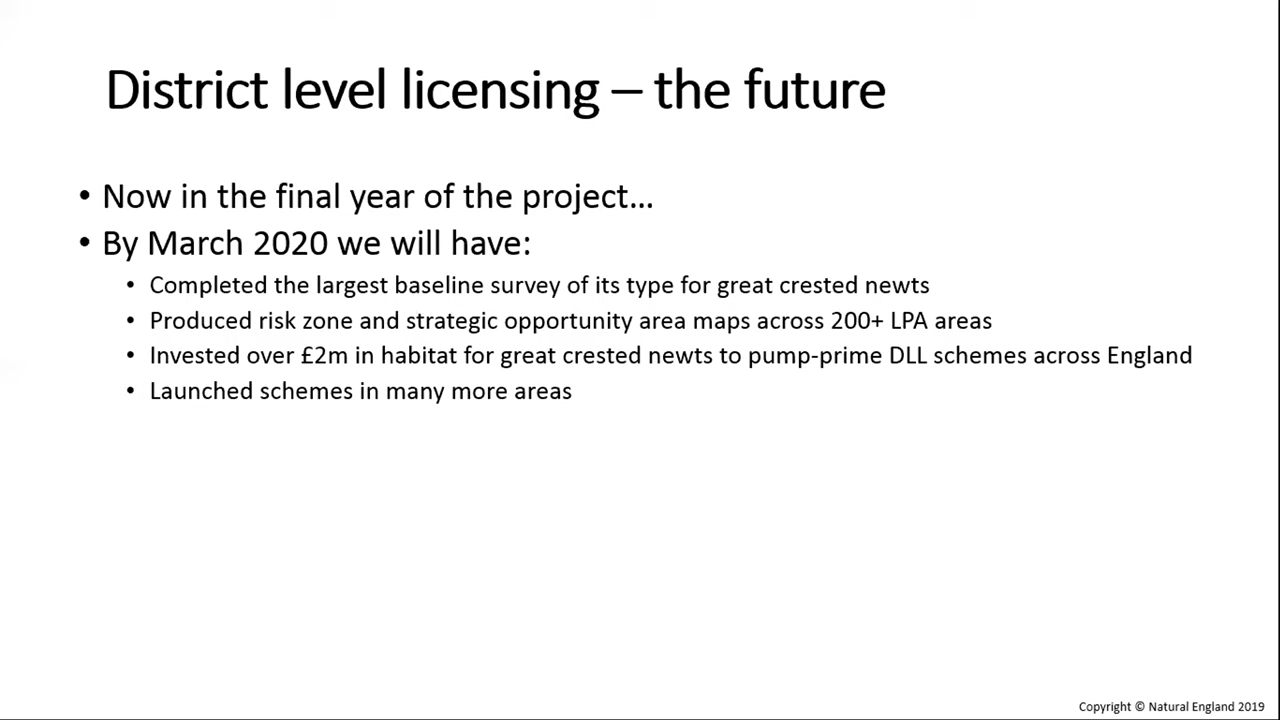 District level licensing – the future
• Now in the final year of the project…
• By March 2020 we will have:
• Completed the largest baseline survey of its type for great crested newts
• Produced risk zone and strategic opportunity area maps across 200+ LPA areas
• Invested over £2m in habitat for great crested newts to pump-prime DLL schemes across England
• Launched schemes in many more areas
Copyright © Natural England 2019